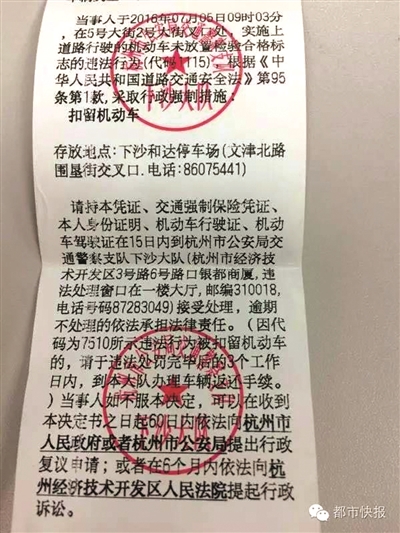 当事人于2016年07月05日09时03分
，在5号大街2号大街叉　处，实施上
道路行驶的机动车未放置检验合格标
志的违法行为(代码1115)，根据《中
华人民共和国道路交通安全法》第95
条第1款，采取行政强制措施：
扣留机动车
存放地点：下沙和达停车场(文津北路
围垦街交叉口.电话:86075441)
请持本凭证、交通强制保险凭证、
本人身份证明、机动车行驶证、机动
车驾驶证在15日内到杭州市公安局交
通警察支队下沙大队(杭州市经济技
术开发区3号路6号路口银都商厦，违
法处理窗口在一楼大厅,邮编310018,
电话号码87283049)接受处理，逾期
不处理的依法承担法律责任。(因代
码为7510所示违法行为被扣留机动车
的，请于违法处罚完毕后的3个工作
日内，到本大队办理车辆返还手续。
)当事人如不服本决定，可以在收到
本决定书之日起60日内依法向杭州市
人民政府或者杭州市公安局提出行政
复议申请；或者在6个月内依法向杭
州经济技术开发区人民法院提起行政
诉讼。
下沙大队
下沙大队
都市快报